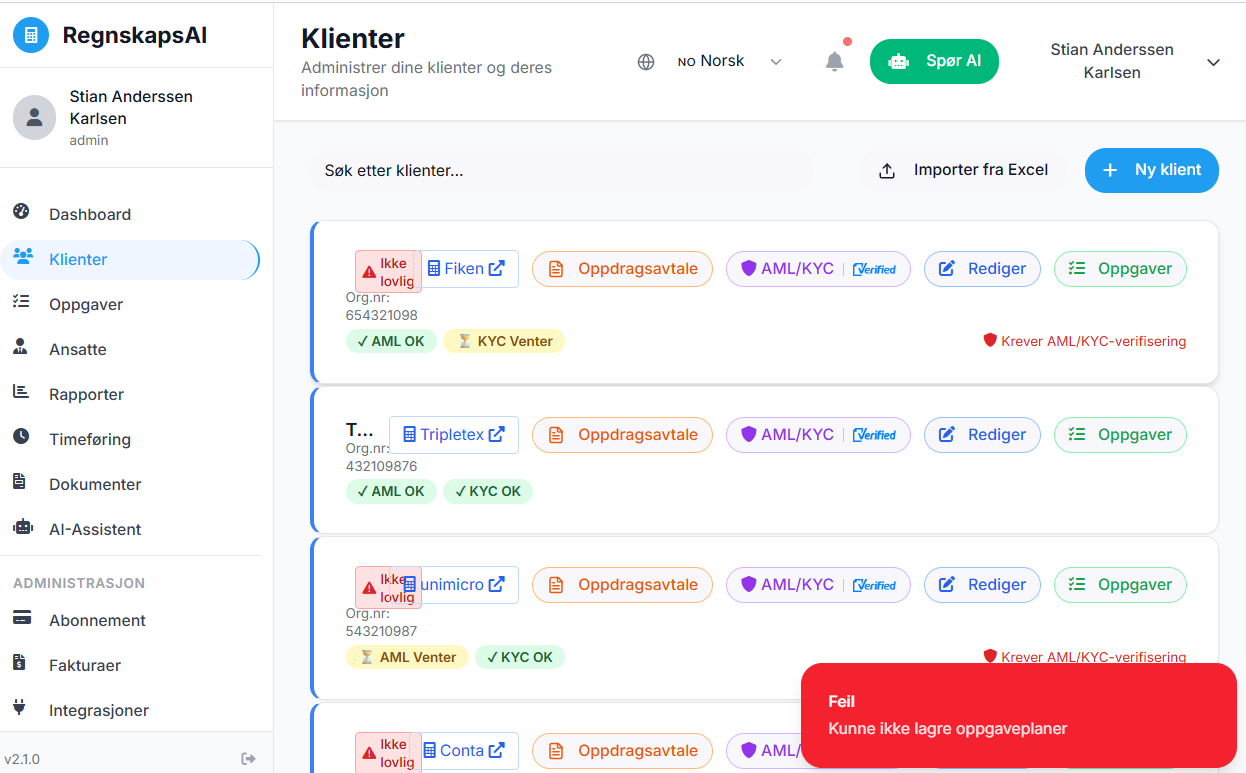 RegnskapsAI
Stian Anderssen
Karlsen
admin
Dashboard
Klienter
Oppgaver
Ansatte
Rapporter
Timeføring
Dokumenter
AI-Assistent
ADMINISTRASJON
Abonnement
Fakturaer
Integrasjoner
v2.1.0
Klienter
Administrer dine klienter og deres
informasjon
NO Norsk
Spør AI
Stian Anderssen
Karlsen
Søk etter klienter...
Importer fra Excel
+ Ny klient
Ikke
lovlig
Fiken
Oppdragsavtale
AML/KYC | Verified
Rediger
Oppgaver
Org.nr:
654321098
✓ AML OK
⏳ KYC Venter
Krever AML/KYC-verifisering
T...
Tripletex
Oppdragsavtale
AML/KYC | Verified
Rediger
Oppgaver
Org.nr:
432109876
✓ AML OK
✓ KYC OK
Ikke
lovlig
unimicro
Oppdragsavtale
AML/KYC | Verified
Rediger
Oppgaver
Org.nr:
543210987
⏳ AML Venter
✓ KYC OK
Krever AML/KYC-verifisering
Ikke
lovlig
Conta
Oppdragsavtale
AML/
Feil
Kunne ikke lagre oppgaveplaner